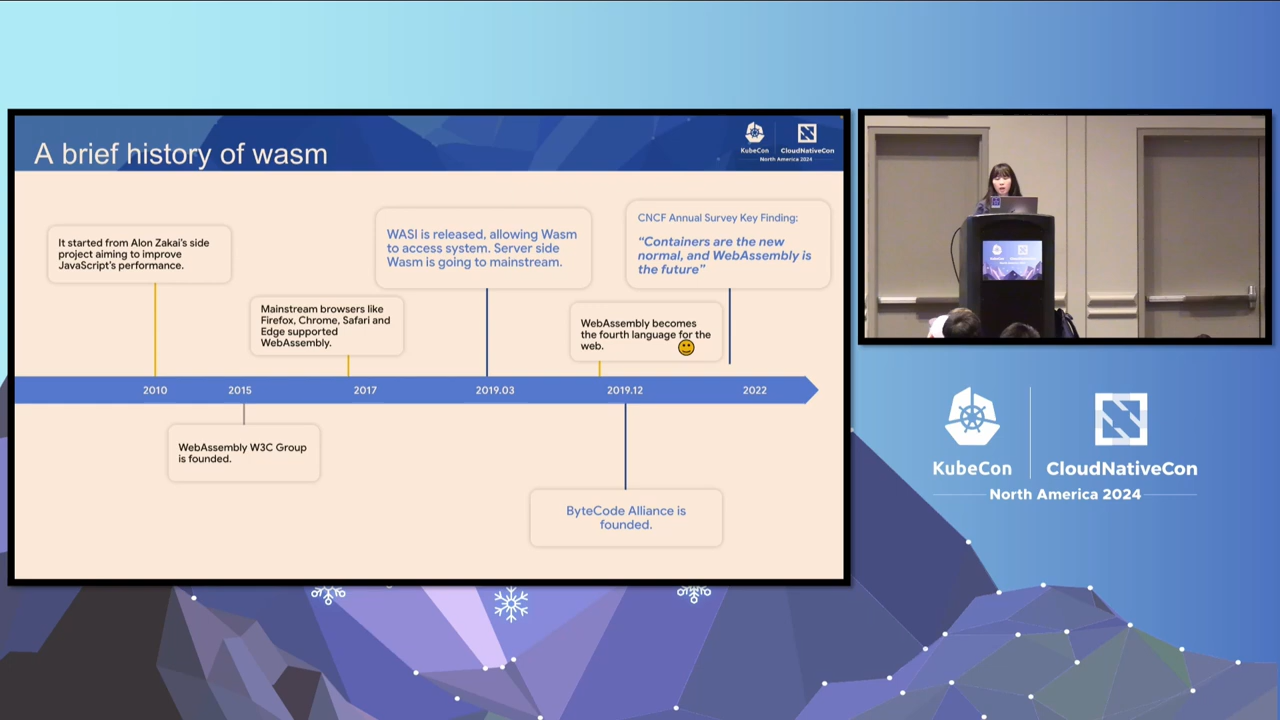 A brief history of wasm
KubeCon
CloudNativeCon
North America 2024
It started from Alon Zakai's side
project aiming to improve
JavaScript's performance.
WASI is released, allowing Wasm
to access system. Server side
Wasm is going to mainstream.
CNCF Annual Survey Key Finding:
“Containers are the new
normal, and WebAssembly is
the future”
Mainstream browsers like
Firefox, Chrome, Safari and
Edge supported
WebAssembly.
WebAssembly becomes
the fourth language for the
web.
2010
2015
2017
2019.03
2019.12
2022
WebAssembly W3C Group
is founded.
ByteCode Alliance is
founded.
KubeCon
CloudNativeCon
North America 2024